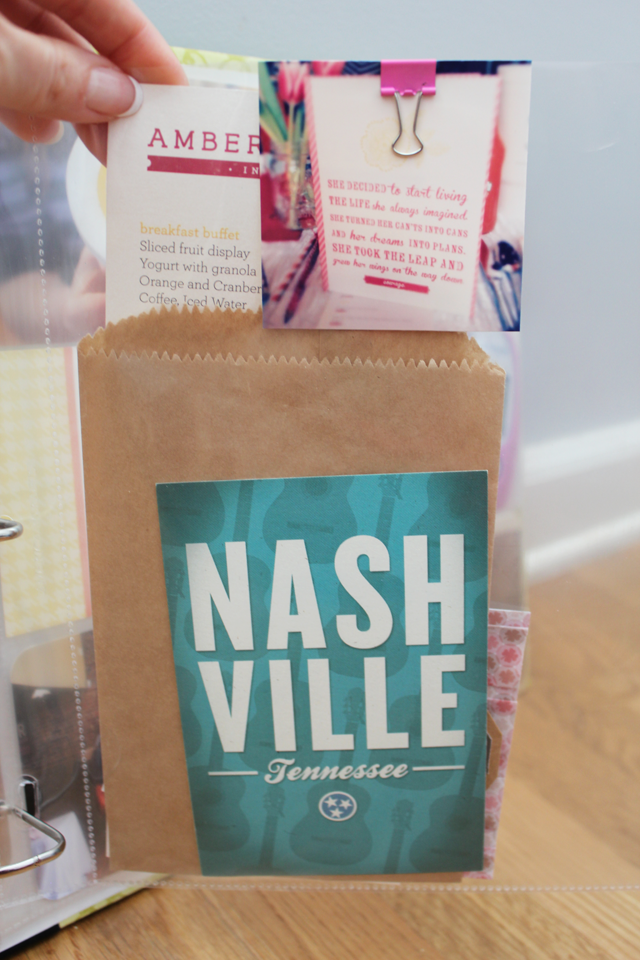 AMBER
· IN
breakfast buffet
Sliced fruit display
Yogurt with granola
Orange and Cranber
Coffee, Iced Water
SHE DECIDED to start living
THE LIFE she always imagined.
SHE TURNED HER CAN'TS INTO CANS
AND her dreams INTO PLANS.
SHE TOOK THE LEAP AND
grew her wings on the way down.
NASH
VILLE
Tennessee